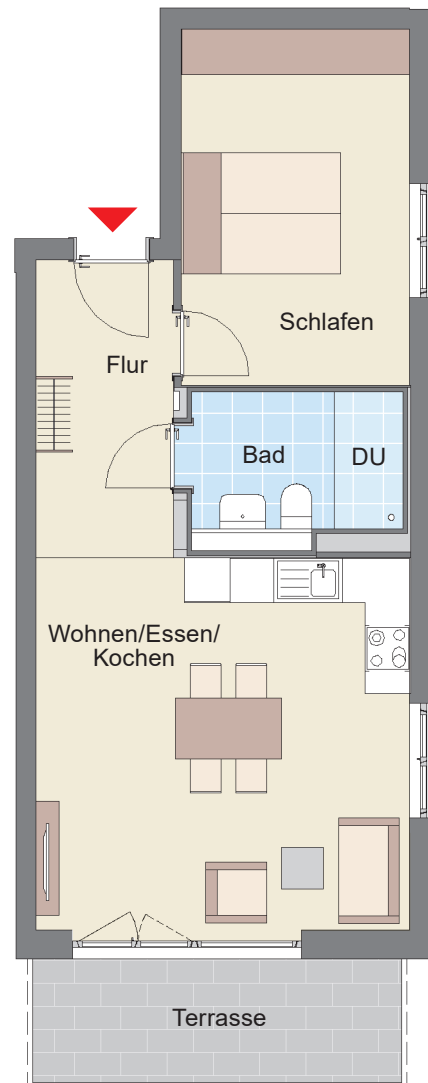 Schlafen
Flur
Bad
DU
Wohnen/Essen/
Kochen
Terrasse